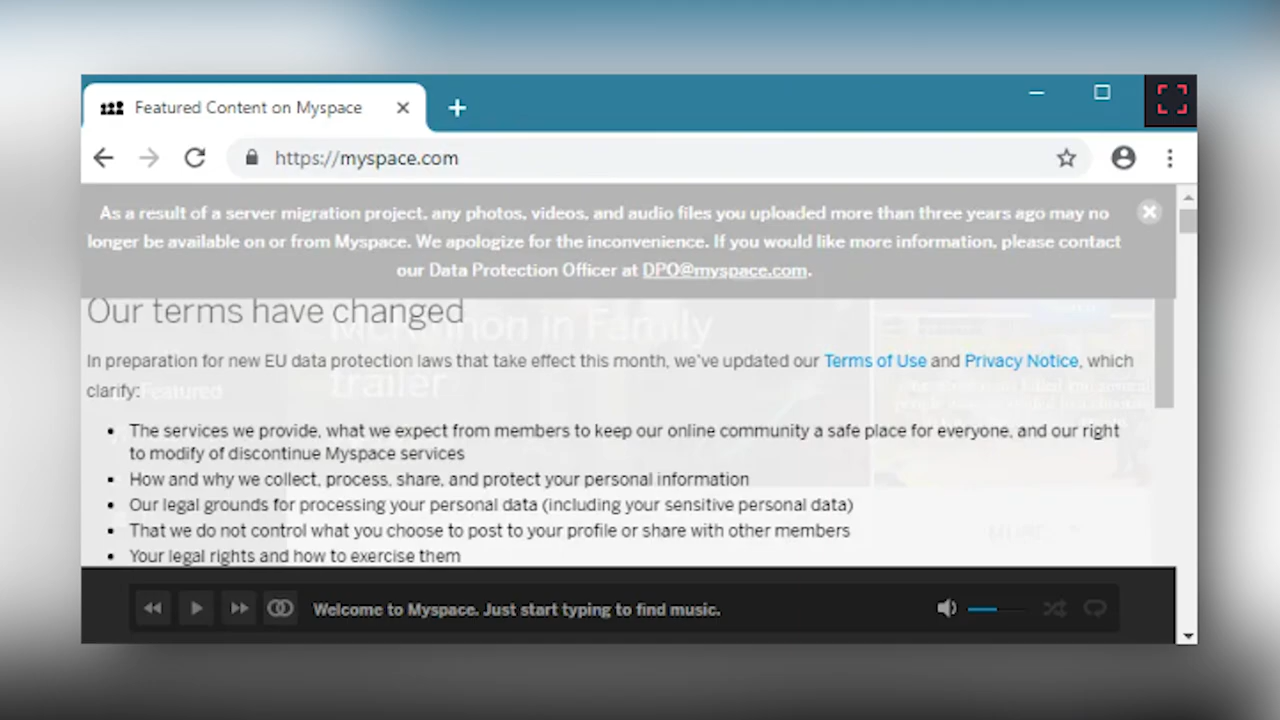 Featured Content on Myspace
https://myspace.com
As a result of a server migration project, any photos, videos, and audio files you uploaded more than three years ago may no
longer be available on or from Myspace. We apologize for the inconvenience. If you would like more information, please contact
our Data Protection Officer at DPO@myspace.com.
Our terms have changed
in Family
trailer
In preparation for new EU data protection laws that take effect this month, we've updated our Terms of Use and Privacy Notice, which
clarify:
Featured
The services we provide, what we expect from members to keep our online community a safe place for everyone, and our right
to modify of discontinue Myspace services
How and why we collect, process, share, and protect your personal information
Our legal grounds for processing your personal data (including your sensitive personal data)
That we do not control what you choose to post to your profile or share with other members
Your legal rights and how to exercise them
Welcome to Myspace. Just start typing to find music.